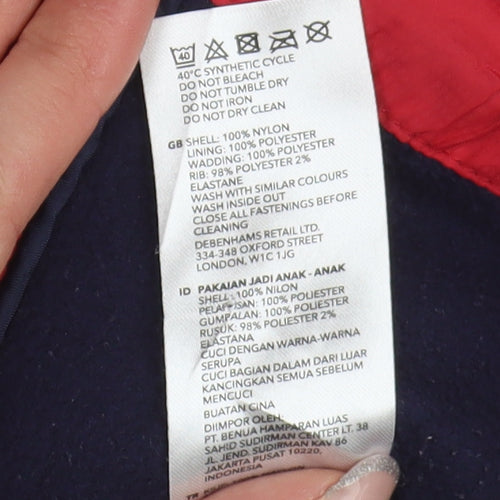 40
40°C SYNTHETIC CYCLE
DO NOT BLEACH
DO NOT TUMBLE DRY
DO NOT IRON
DO NOT DRY CLEAN
GB SHELL: 100% NYLON
LINING: 100% POLYESTER
WADDING: 100% POLYESTER
RIB: 98% POLYESTER 2%
ELASTANE
WASH WITH SIMILAR COLOURS
WASH INSIDE OUT
CLOSE ALL FASTENINGS BEFORE
CLEANING
DEBENHAMS RETAIL LTD.
334-348 OXFORD STREET
LONDON, W1C 1JG
ID PAKAIAN JADI ANAK - ANAK
SHELL: 100% NILON
PELAPISAN: 100% POLIESTER
GUMPALAN: 100% POLIESTER
RUSUK: 98% POLIESTER 2%
ELASTANA
CUCI DENGAN WARNA-WARNA
SERUPA
CUCI BAGIAN DALAM DARI LUAR
KANCINGKAN SEMUA SEBELUM
MENCUCI
BUATAN CINA
DIIMPOR OLEH:
PT. BENUA HAMPARAN LUAS
SAHID SUDIRMAN CENTER LT. 38
JL. JEND. SUDIRMAN KAV 86
JAKARTA PUSAT 10220,
INDONESIA